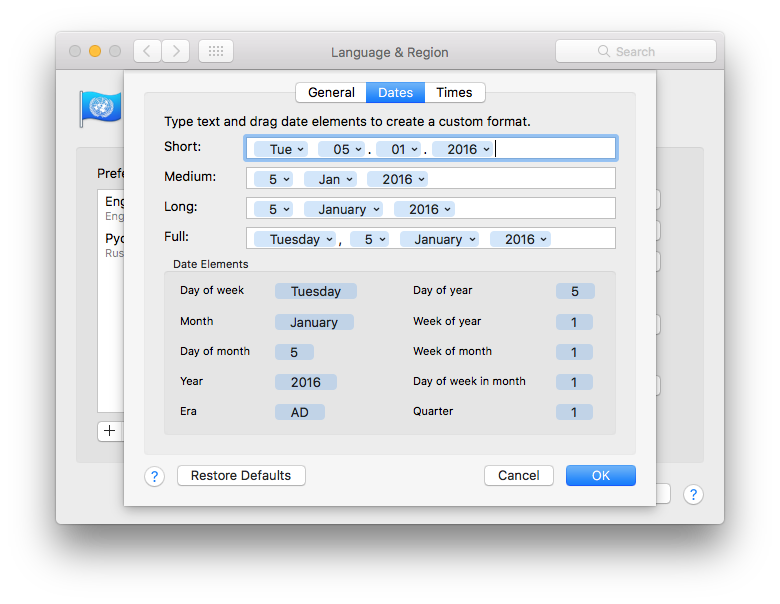 Language & Region
Search
General Dates Times
Type text and drag date elements to create a custom format.
Short: Tue 05 . 01 . 2016
Medium: 5 Jan 2016
Long: 5 January 2016
Full: Tuesday , 5 January 2016
Date Elements
Day of week Tuesday Day of year 5
Month January Week of year 1
Day of month 5 Week of month 1
Year 2016 Day of week in month 1
Era AD Quarter 1
? Restore Defaults Cancel OK
Prefe
Eng
Eng
Рус
Rus
+
?